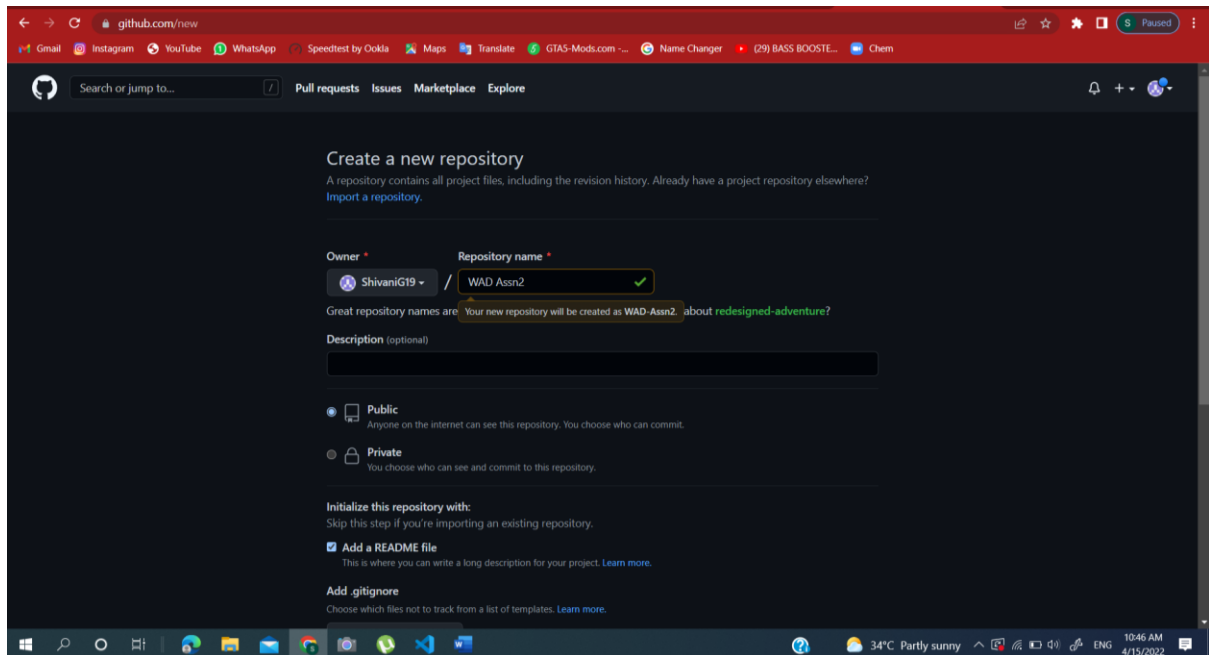 github.com/new
S Paused
Gmail Instagram YouTube WhatsApp Speedtest by Ookla Maps Translate GTA5-Mods.com -... Name Changer (29) BASS BOOSTE... Chem
Search or jump to... / Pull requests Issues Marketplace Explore
Create a new repository
A repository contains all project files, including the revision history. Already have a project repository elsewhere?
Import a repository.
Owner * Repository name *
ShivaniG19 / WAD Assn2
Great repository names are Your new repository will be created as WAD-Assn2. about redesigned-adventure?
Description (optional)
Public
Anyone on the internet can see this repository. You choose who can commit.
Private
You choose who can see and commit to this repository.
Initialize this repository with:
Skip this step if you're importing an existing repository.
Add a README file
This is where you can write a long description for your project. Learn more.
Add .gitignore
Choose which files not to track from a list of templates. Learn more.
34°C Partly sunny ENG 10:46 AM
4/15/2022